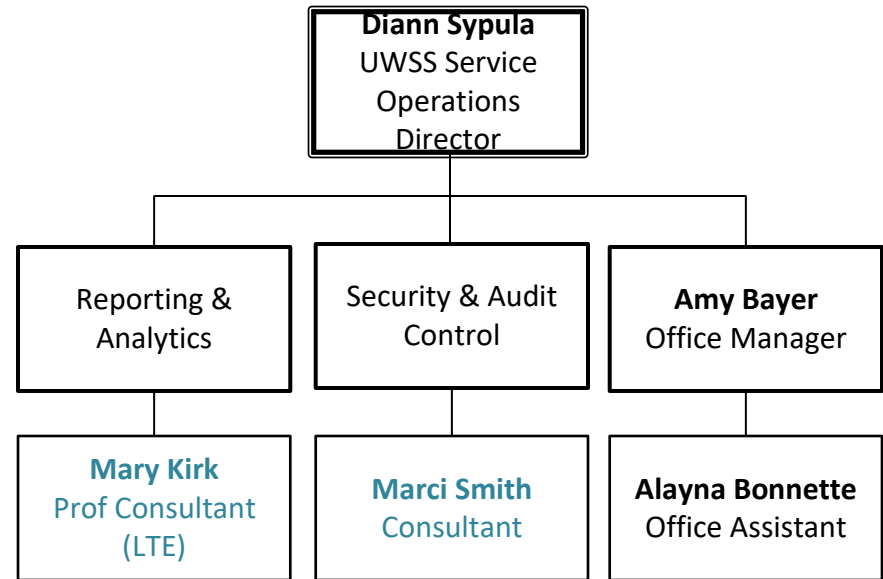 Diann Sypula
UWSS Service
Operations
Director
Reporting &
Analytics
Security & Audit
Control
Amy Bayer
Office Manager
Mary Kirk
Prof Consultant
(LTE)
Marci Smith
Consultant
Alayna Bonnette
Office Assistant